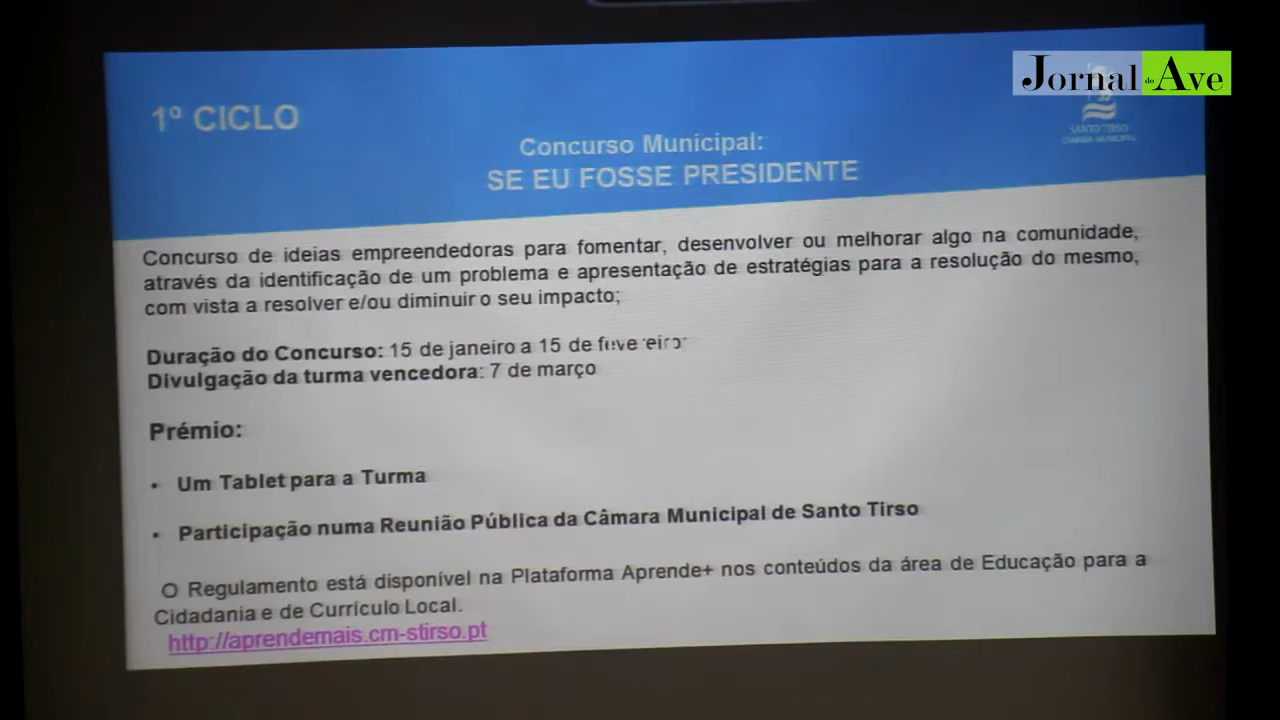 Jornal do Ave
1º CICLO
SANTO TIRSO
CÂMARA MUNICIPAL
Concurso Municipal:
SE EU FOSSE PRESIDENTE
Concurso de ideias empreendedoras para fomentar, desenvolver ou melhorar algo na comunidade,
através da identificação de um problema e apresentação de estratégias para a resolução do mesmo,
com vista a resolver e/ou diminuir o seu impacto;
Duração do Concurso: 15 de janeiro a 15 de fevereiro
Divulgação da turma vencedora: 7 de março
Prémio:
• Um Tablet para a Turma
• Participação numa Reunião Pública da Câmara Municipal de Santo Tirso
O Regulamento está disponível na Plataforma Aprende+ nos conteúdos da área de Educação para a
Cidadania e de Currículo Local.
http://aprendemais.cm-stirso.pt